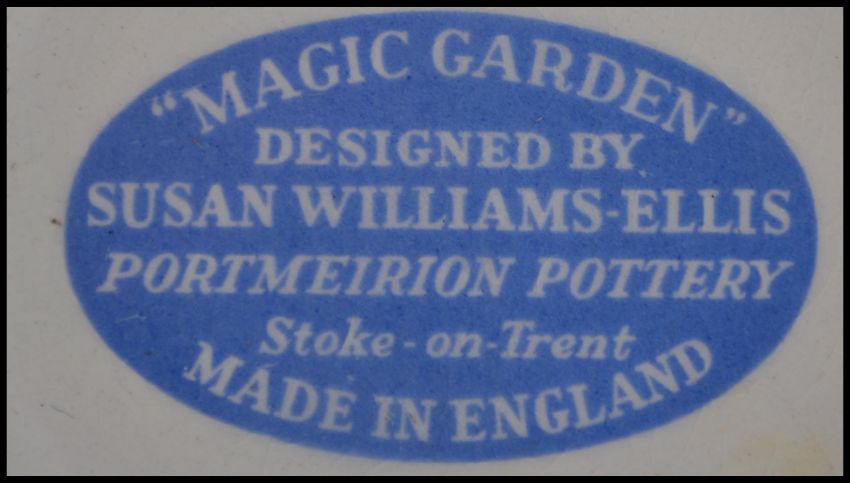 "MAGIC GARDEN"
DESIGNED BY
SUSAN WILLIAMS-ELLIS
PORTMEIRION POTTERY
Stoke-on-Trent
MADE IN ENGLAND